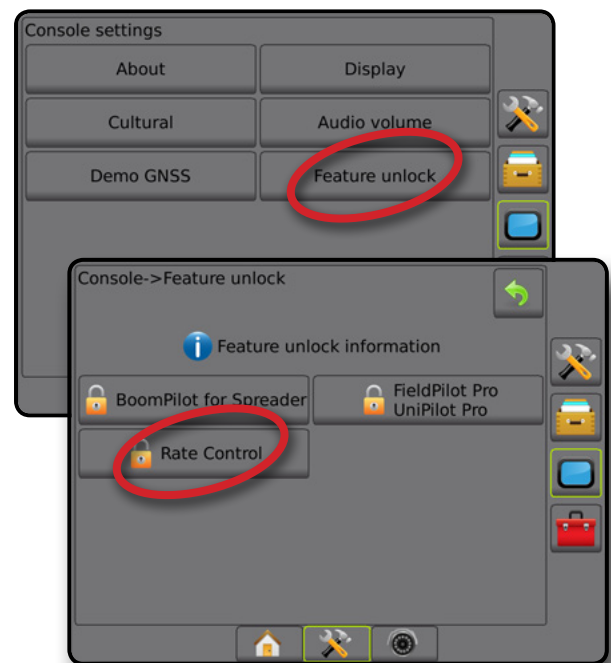 Console settings
About
Display
Cultural
Audio volume
Demo GNSS
Feature unlock
Console->Feature unlock
Feature unlock information
BoomPilot for Spreader
FieldPilot Pro
UniPilot Pro
Rate Control